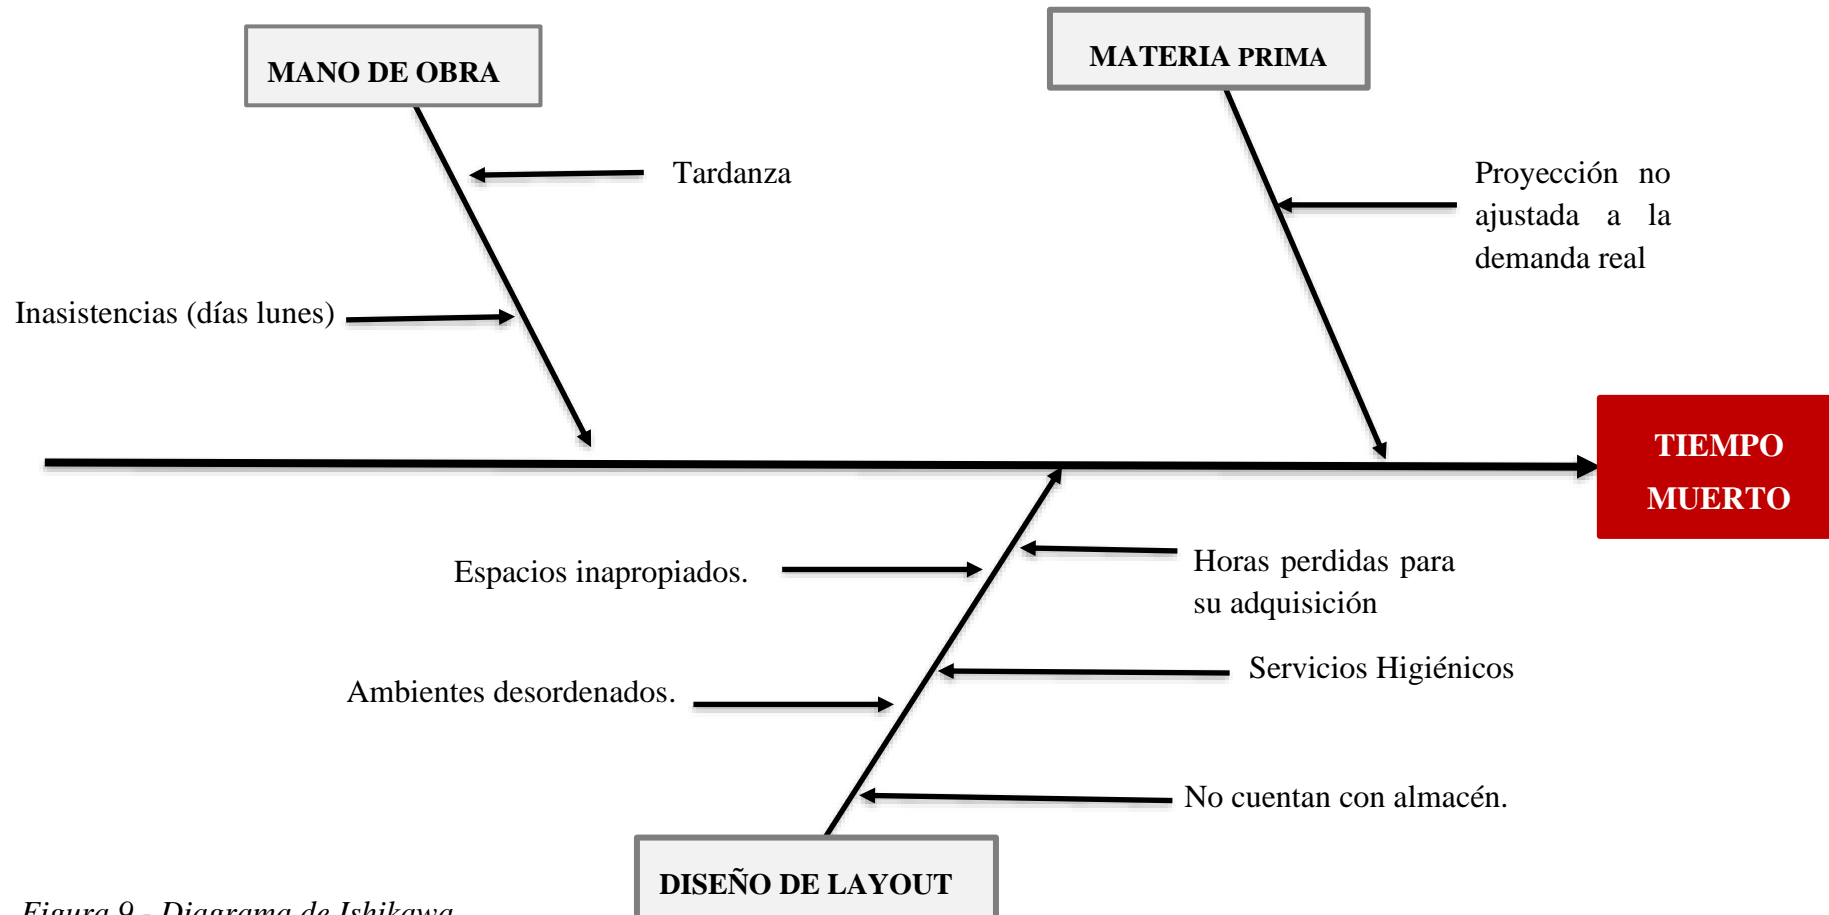 MANO DE OBRA
MATERIA PRIMA
Tardanza
Proyección no
ajustada a la
demanda real
Inasistencias (días lunes)
TIEMPO
MUERTO
Espacios inapropiados.
Horas perdidas para
su adquisición
Servicios Higiénicos
Ambientes desordenados.
No cuentan con almacén.
DISEÑO DE LAYOUT
Figura 9 - Diagrama de Ishikawa